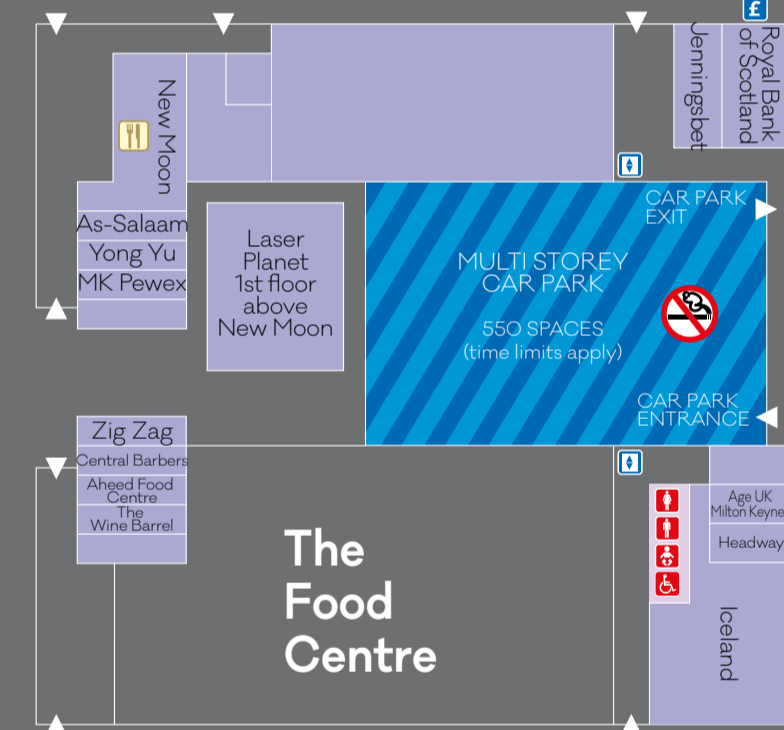 £
Royal Bank
of Scotland
Jenningsbet
New Moon
As-Salaam
Yong Yu
MK Pewex
Laser
Planet
1st floor
above
New Moon
CAR PARK
EXIT
MULTI STOREY
CAR PARK
550 SPACES
(time limits apply)
CAR PARK
ENTRANCE
Zig Zag
Central Barbers
Aheed Food
Centre
The
Wine Barrel
The
Food
Centre
Age UK
Milton Keyne
Headway
Iceland